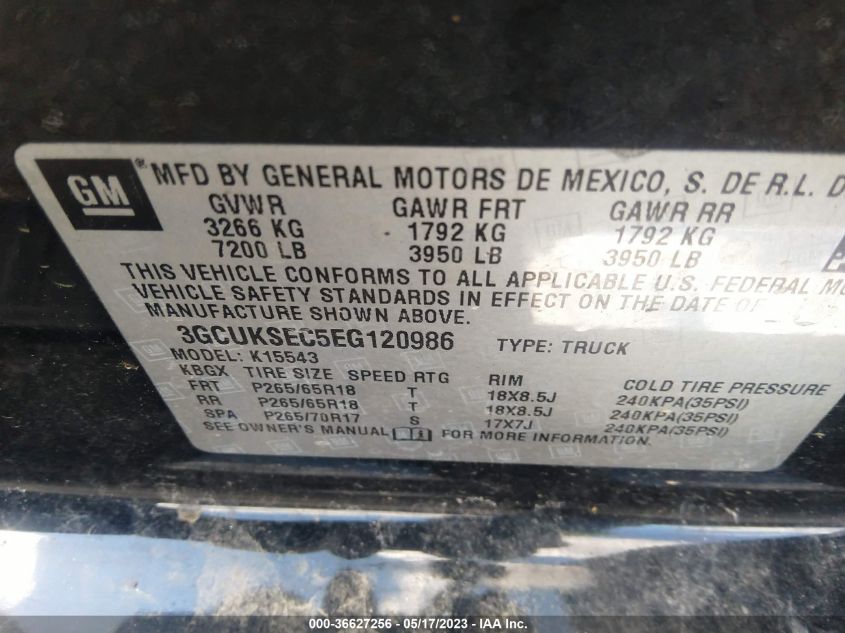 GM ® MFD BY GENERAL MOTORS DE MEXICO, S. DE R.L. D
GVWR GAWR FRT GAWR RR
3266 KG 1792 KG 1792 KG
7200 LB 3950 LB 3950 LB
THIS VEHICLE CONFORMS TO ALL APPLICABLE U.S. FEDERAL MO
VEHICLE SAFETY STANDARDS IN EFFECT ON THE DATE OF
MANUFACTURE SHOWN ABOVE.
3GCUKSEC5EG120986 TYPE: TRUCK
MODEL: K15543
KBGX TIRE SIZE SPEED RTG RIM COLD TIRE PRESSURE
FRT P265/65R18 T 18X8.5J 240KPA(35PSI)
RR P265/65R18 T 18X8.5J 240KPA(35PSI)
SPA P265/70R17 S 17X7J 240KPA(35PSI)
SEE OWNER'S MANUAL FOR MORE INFORMATION.
000-36627256 - 05/17/2023 - IAA Inc.